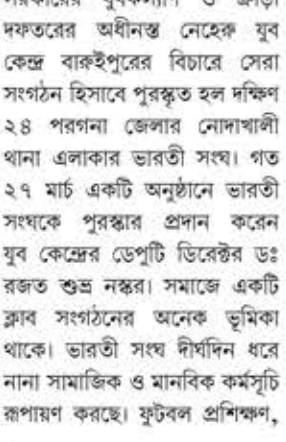 সরকারের যুবকল্যাণ ও ক্রীড়া
দফতরের অধীনস্ত নেহেরু যুব
কেন্দ্র বারুইপুরের বিচারে সেরা
সংগঠন হিসাবে পুরস্কৃত হল দক্ষিণ
২৪ পরগনা জেলার নোদাখালী
থানা এলাকার ভারতী সংঘ। গত
২৭ মার্চ একটি অনুষ্ঠানে ভারতী
সংঘকে পুরস্কার প্রদান করেন
যুব কেন্দ্রের ডেপুটি ডিরেক্টর ডঃ
রজত শুভ্র নস্কর। সমাজে একটি
ক্লাব সংগঠনের অনেক ভূমিকা
থাকে। ভারতী সংঘ দীর্ঘদিন ধরে
নানা সামাজিক ও মানবিক কর্মসূচি
রূপায়ণ করছে। ফুটবল প্রশিক্ষণ,